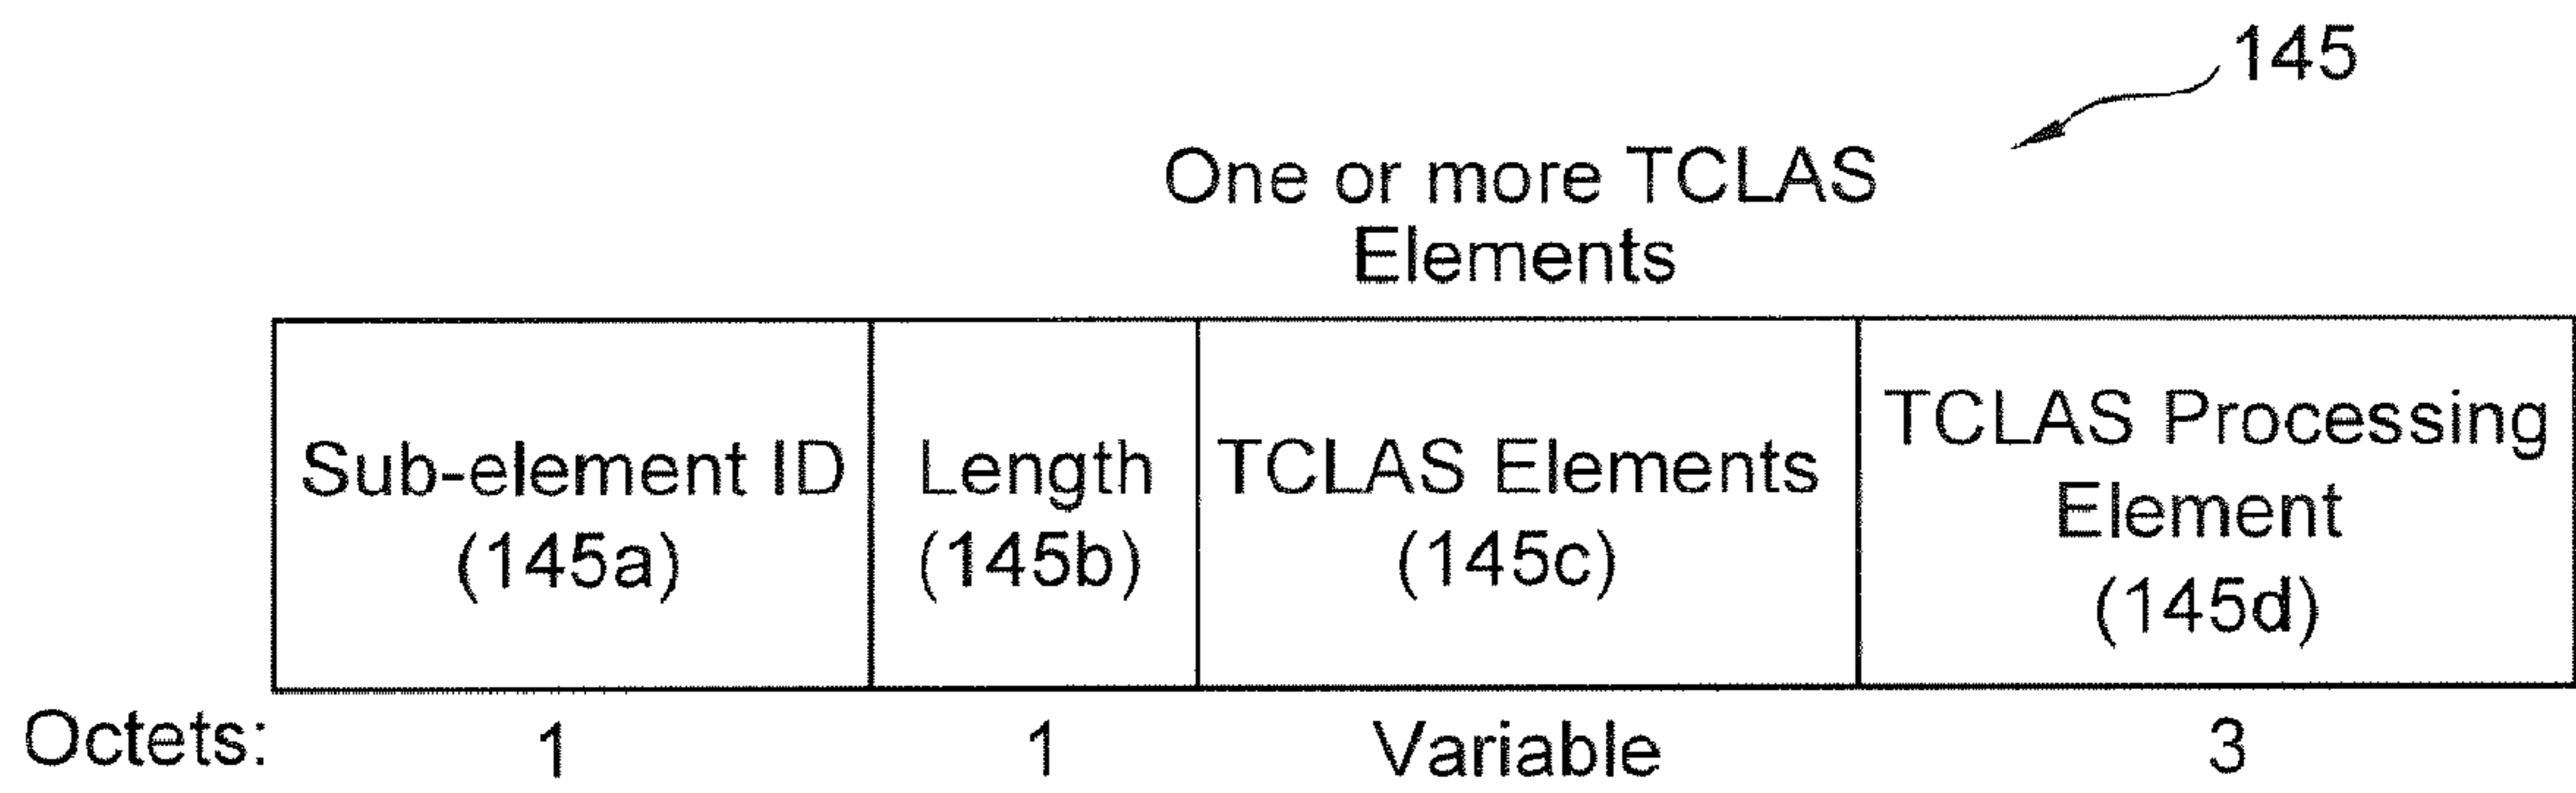 145
One or more TCLAS
Elements
Sub-element ID
(145a)
Length
(145b)
TCLAS Elements
(145c)
TCLAS Processing
Element
(145d)
Octets: 1 1 Variable 3